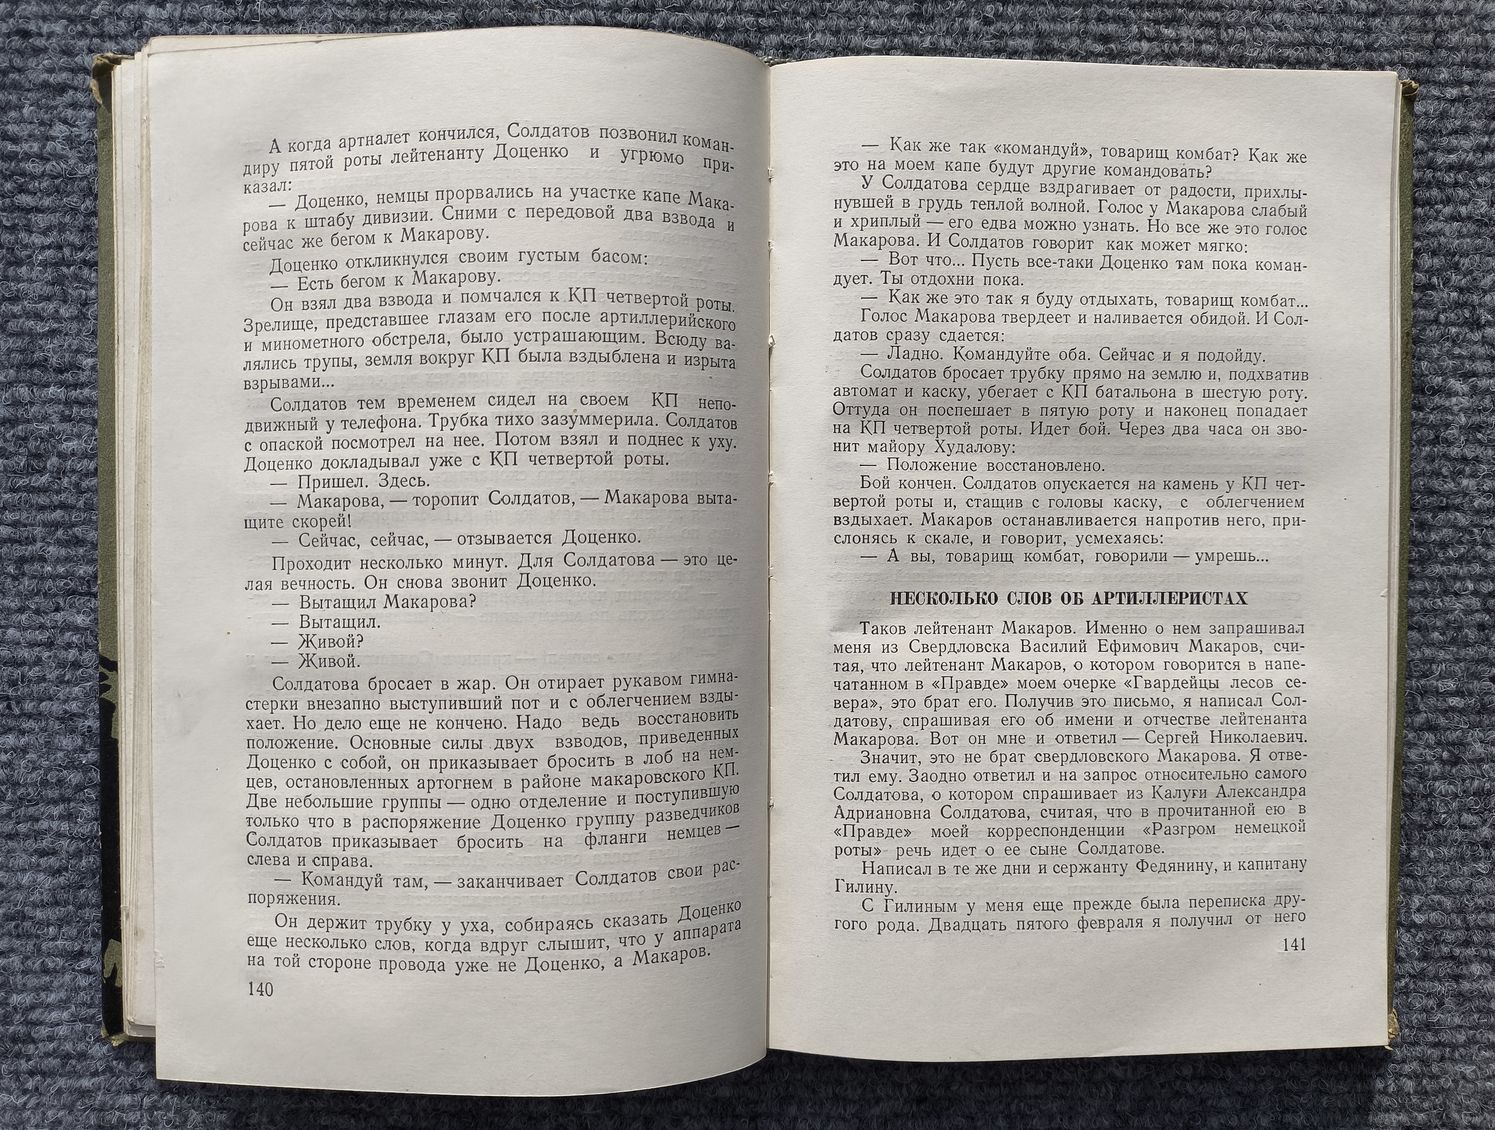 А когда артналет кончился, Солдатов позвонил коман-
диру пятой роты лейтенанту Доценко и угрюмо при-
казал:
— Доценко, немцы прорвались на участке капе Мака-
рова к штабу дивизии. Сними с передовой два взвода и
сейчас же бегом к Макарову.
Доценко откликнулся своим густым басом:
— Есть бегом к Макарову.
Он взял два взвода и помчался к КП четвертой роты.
Зрелище, представшее глазам его после артиллерийского
и минометного обстрела, было устрашающим. Всюду ва-
лялись трупы, земля вокруг КП была вздыблена и изрыта
взрывами...
Солдатов тем временем сидел на своем КП непо-
движный у телефона. Трубка тихо зазуммерила. Солдатов
с опаской посмотрел на нее. Потом взял и поднес к уху.
Доценко докладывал уже с КП четвертой роты.
— Пришел. Здесь.
— Макарова, — торопит Солдатов, — Макарова выта-
щите скорей!
— Сейчас, сейчас, — отзывается Доценко.
Проходит несколько минут. Для Солдатова — это це-
лая вечность. Он снова звонит Доценко.
— Вытащил Макарова?
— Вытащил.
— Живой?
— Живой.
Солдатова бросает в жар. Он отирает рукавом гимна-
стерки внезапно выступивший пот и с облегчением взды-
хает. Но дело еще не кончено. Надо ведь восстановить
положение. Основные силы двух взводов, приведенных
Доценко с собой, он приказывает бросить в лоб на нем-
цев, остановленных артогнем в районе макаровского КП.
Две небольшие группы — одно отделение и поступившую
только что в распоряжение Доценко группу разведчиков
Солдатов приказывает бросить на фланги немцев —
слева и справа.
— Командуй там, — заканчивает Солдатов свои рас-
поряжения.
Он держит трубку у уха, собираясь сказать Доценко
еще несколько слов, когда вдруг слышит, что у аппарата
на той стороне провода уже не Доценко, а Макаров.
140
— Как же так «командуй», товарищ комбат? Как же
это на моем капе будут другие командовать?
У Солдатова сердце вздрагивает от радости, прихлы-
нувшей в грудь теплой волной. Голос у Макарова слабый
и хриплый — его едва можно узнать. Но все же это голос
Макарова. И Солдатов говорит как может мягко:
— Вот что... Пусть все-таки Доценко там пока коман-
дует. Ты отдохни пока.
— Как же это так я буду отдыхать, товарищ комбат...
Голос Макарова твердеет и наливается обидой. И Сол-
датов сразу сдается:
— Ладно. Командуйте оба. Сейчас и я подойду.
Солдатов бросает трубку прямо на землю и, подхватив
автомат и каску, убегает с КП батальона в шестую роту.
Оттуда он поспешает в пятую роту и наконец попадает
на КП четвертой роты. Идет бой. Через два часа он зво-
нит майору Худалову:
— Положение восстановлено.
Бой кончен. Солдатов опускается на камень у КП чет-
вертой роты и, стащив с головы каску, с облегчением
вздыхает. Макаров останавливается напротив него, при-
слонясь к скале, и говорит, усмехаясь:
— А вы, товарищ комбат, говорили — умрешь...
НЕСКОЛЬКО СЛОВ ОБ АРТИЛЛЕРИСТАХ
Таков лейтенант Макаров. Именно о нем запрашивал
меня из Свердловска Василий Ефимович Макаров, счи-
тая, что лейтенант Макаров, о котором говорится в напе-
чатанном в «Правде» моем очерке «Гвардейцы лесов се-
вера», это брат его. Получив это письмо, я написал Сол-
датову, спрашивая его об имени и отчестве лейтенанта
Макарова. Вот он мне и ответил — Сергей Николаевич.
Значит, это не брат свердловского Макарова. Я отве-
тил ему. Заодно ответил и на запрос относительно самого
Солдатова, о котором спрашивает из Калуги Александра
Адриановна Солдатова, считая, что в прочитанной ею в
«Правде» моей корреспонденции «Разгром немецкой
роты» речь идет о ее сыне Солдатове.
Написал в те же дни и сержанту Федянину, и капитану
Гилину.
С Гилиным у меня еще прежде была переписка дру-
гого рода. Двадцать пятого февраля я получил от него
141